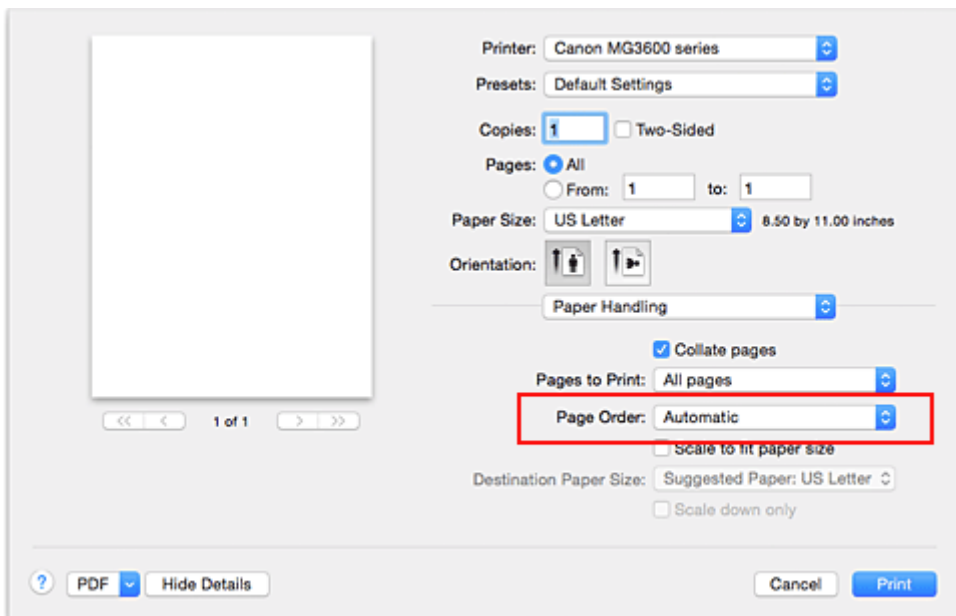 Printer: Canon MG3600 series
Presets: Default Settings
Copies: 1 Two-Sided
Pages: All
From: 1 to: 1
Paper Size: US Letter 8.50 by 11.00 inches
Orientation:
Paper Handling
Collate pages
Pages to Print: All pages
<< < 1 of 1 > >>
Page Order: Automatic
Scale to fit paper size
Destination Paper Size: Suggested Paper: US Letter
Scale down only
? PDF Hide Details Cancel Print